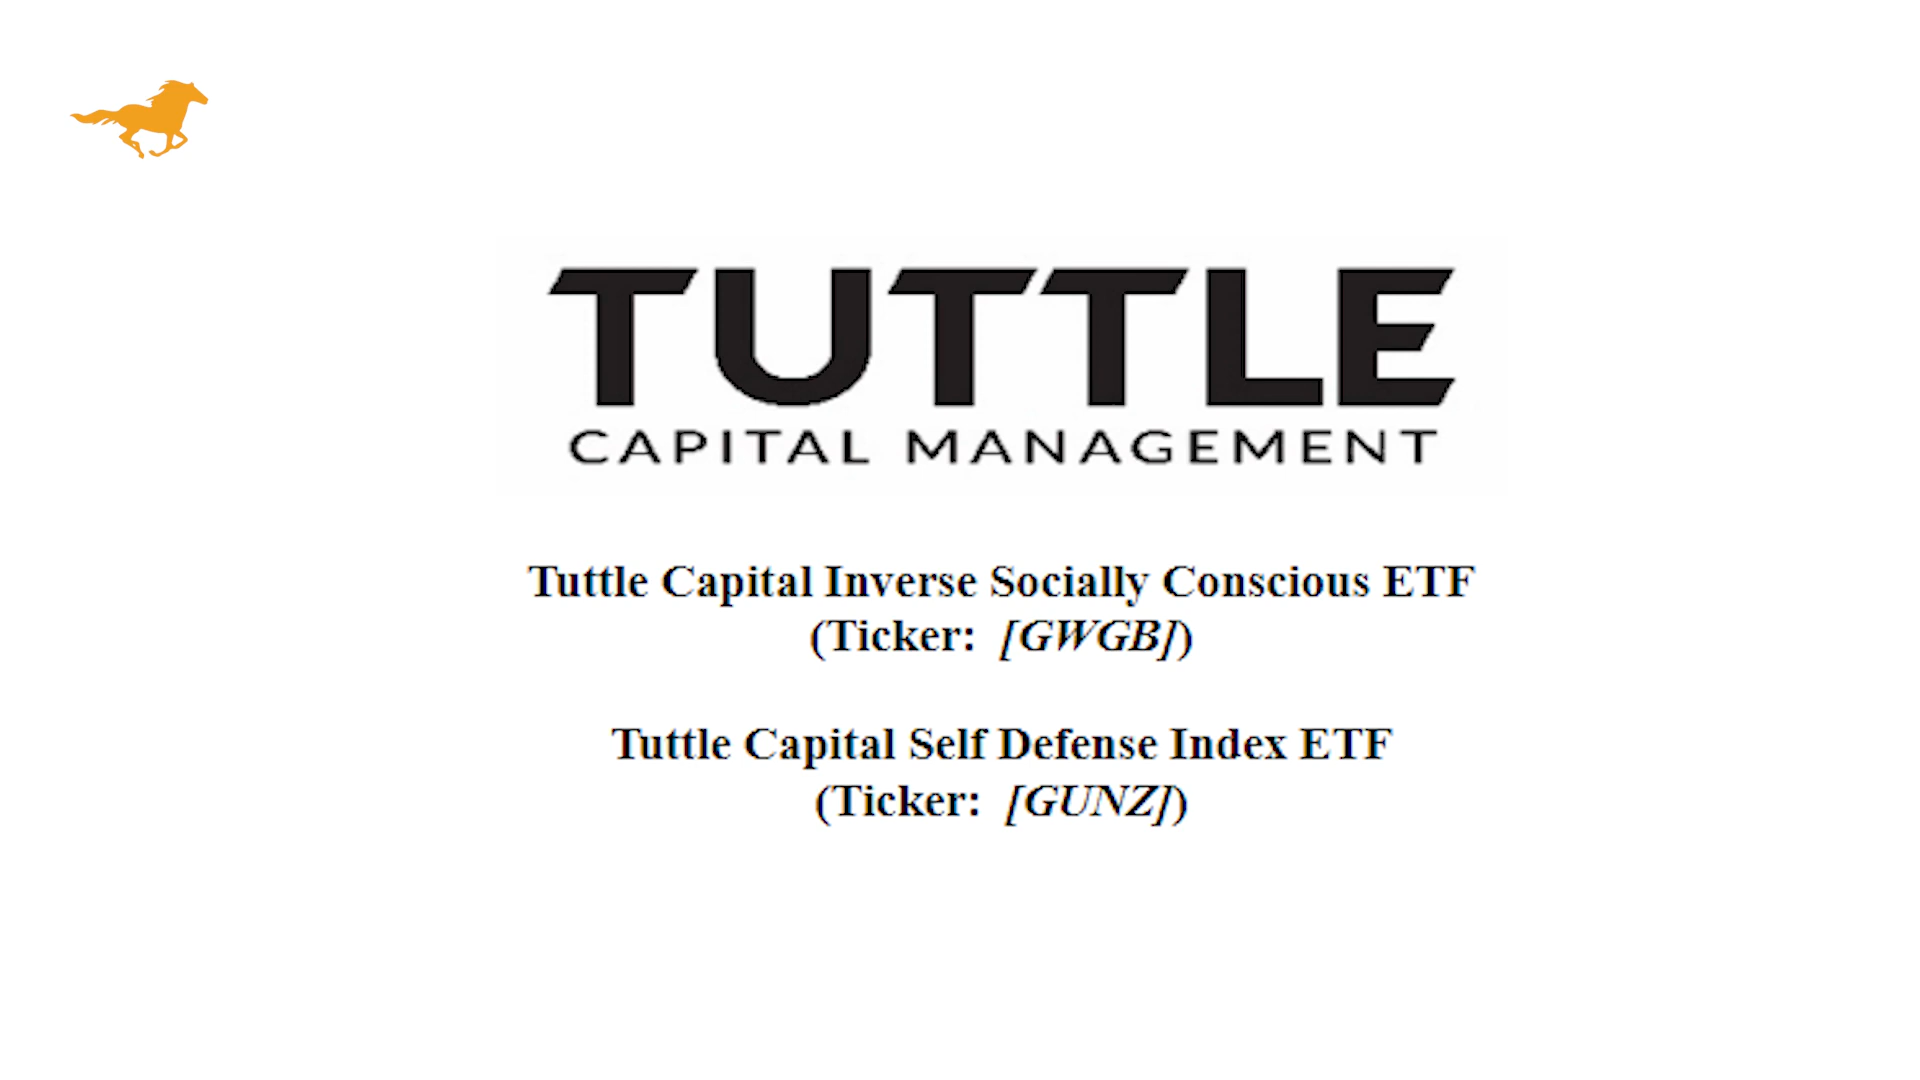 TUTTLE
CAPITAL MANAGEMENT
Tuttle Capital Inverse Socially Conscious ETF
(Ticker: [GWGB])
Tuttle Capital Self Defense Index ETF
(Ticker: [GUNZ])